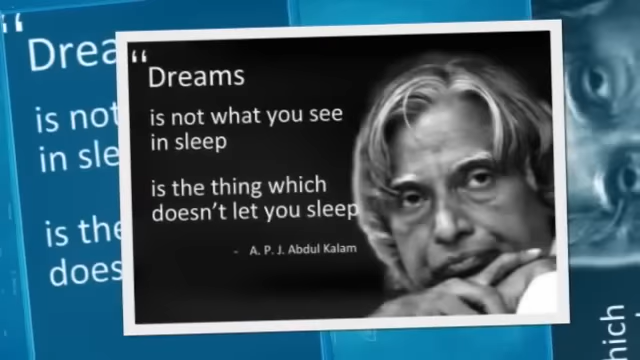 “
Dreams
is not what you see
in sleep
is the thing which
doesn't let you sleep
- A. P. J. Abdul Kalam
“
Drea
is not
in sle
is the
does
hich